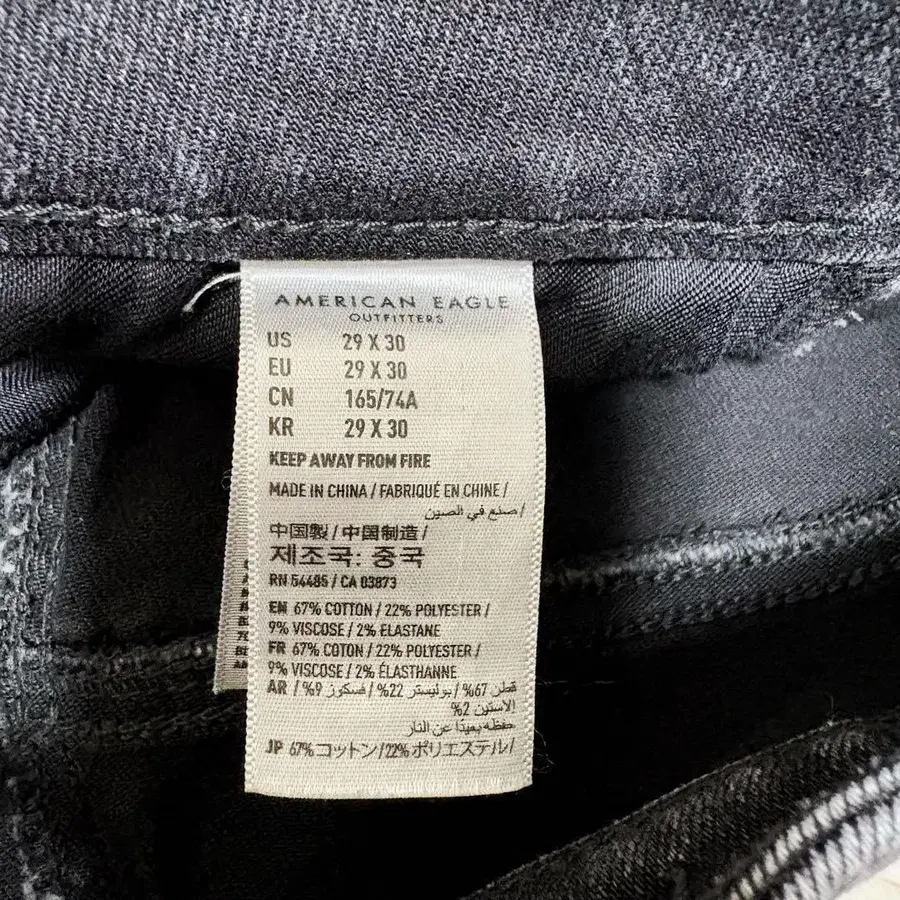 AMERICAN EAGLE
OUTFITTERS
US 29 X 30
EU 29 X 30
CN 165/74A
KR 29 X 30
KEEP AWAY FROM FIRE
MADE IN CHINA / FABRIQUÉ EN CHINE /
صنع في الصين /
中国製 / 中国制造 /
제조국: 중국
RN 54485 / CA 03873
EN 67% COTTON / 22% POLYESTER /
9% VISCOSE / 2% ELASTANE
FR 67% COTON / 22% POLYESTER /
9% VISCOSE / 2% ÉLASTHANNE
AR قطن 67% / بوليستر 22% / فسكوز 9% /
الاستين 2%
حفظه بعيدًا عن النار
JP 67% コットン / 22% ポリエステル /